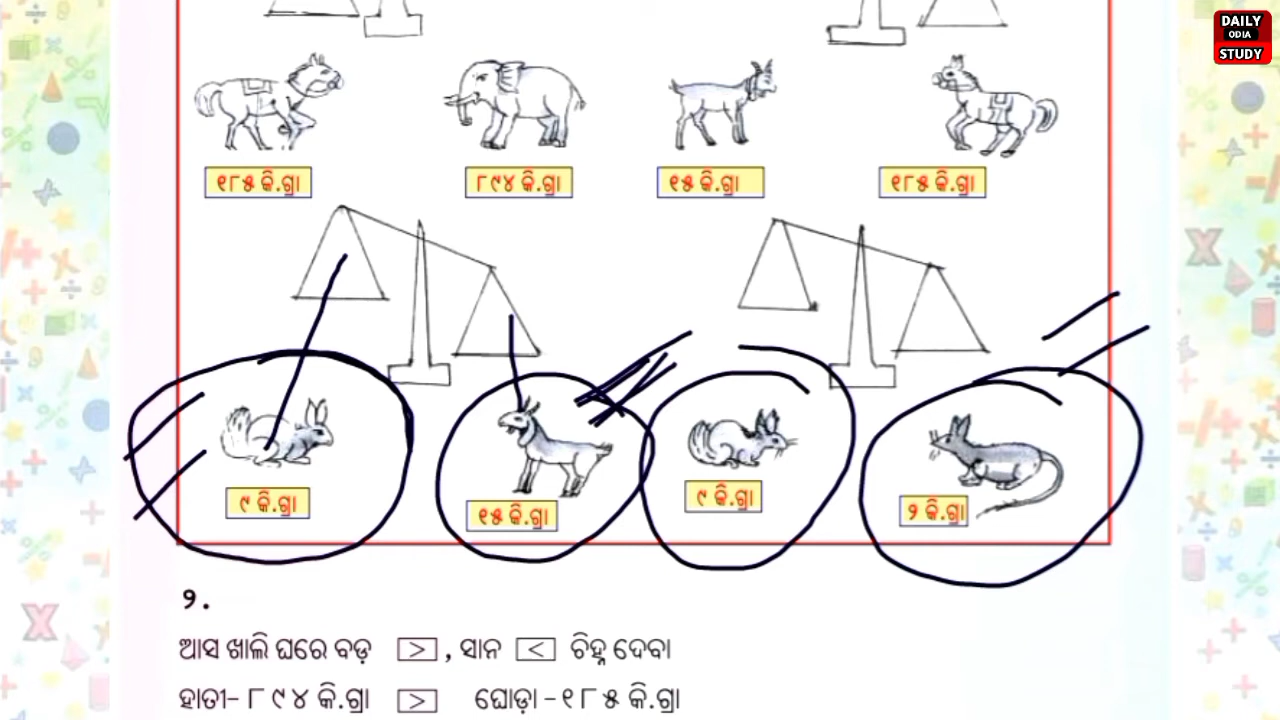 DAILY
ODIA
STUDY
୧୮୫ କି.ଗ୍ରା ୮୯୪ କି.ଗ୍ରା ୧୫ କି.ଗ୍ରା ୧୮୫ କି.ଗ୍ରା
୯ କି.ଗ୍ରା ୧୫ କି.ଗ୍ରା ୯ କି.ଗ୍ରା ୨ କି.ଗ୍ରା
୨.
ଆସ ଖାଲି ଘରେ ବଡ଼ > , ସାନ < ଚିହ୍ନ ଦେବା
ହାତୀ- ୮୯୪ କି.ଗ୍ରା > ଘୋଡ଼ା -୧୮୫ କି.ଗ୍ରା